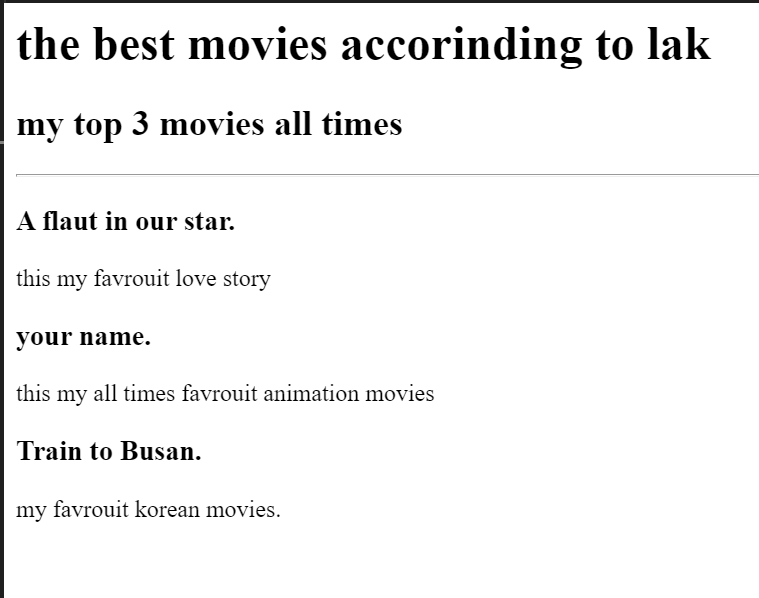 the best movies accorinding to lak
my top 3 movies all times
A flaut in our star.
this my favrouit love story
your name.
this my all times favrouit animation movies
Train to Busan.
my favrouit korean movies.